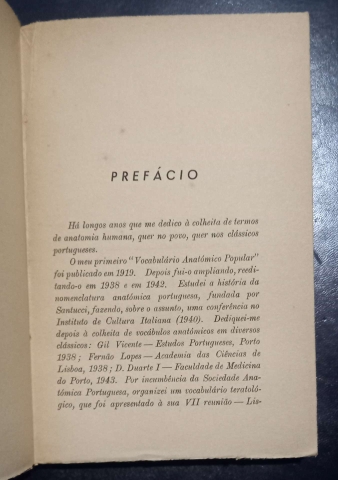 PREFÁCIO
Há longos anos que me dedico à colheita de termos
de anatomia humana, quer no povo, quer nos clássicos
portugueses.
O meu primeiro "Vocabulário Anatómico Popular"
foi publicado em 1919. Depois fui-o ampliando, reedi-
tando-o em 1938 e em 1942. Estudei a história da
nomenclatura anatómica portuguesa, fundada por
Santucci, fazendo, sobre o assunto, uma conferência no
Instituto de Cultura Italiana (1940). Dediquei-me
depois à colheita de vocábulos anatómicos em diversos
clássicos: Gil Vicente — Estudos Portugueses, Porto
1938; Fernão Lopes — Academia das Ciências de
Lisboa, 1938; D. Duarte I — Faculdade de Medicina
do Porto, 1943. Por incumbência da Sociedade Ana-
tómica Portuguesa, organizei um vocabulário teratoló-
gico, que foi apresentado à sua VII reunião — Lis-